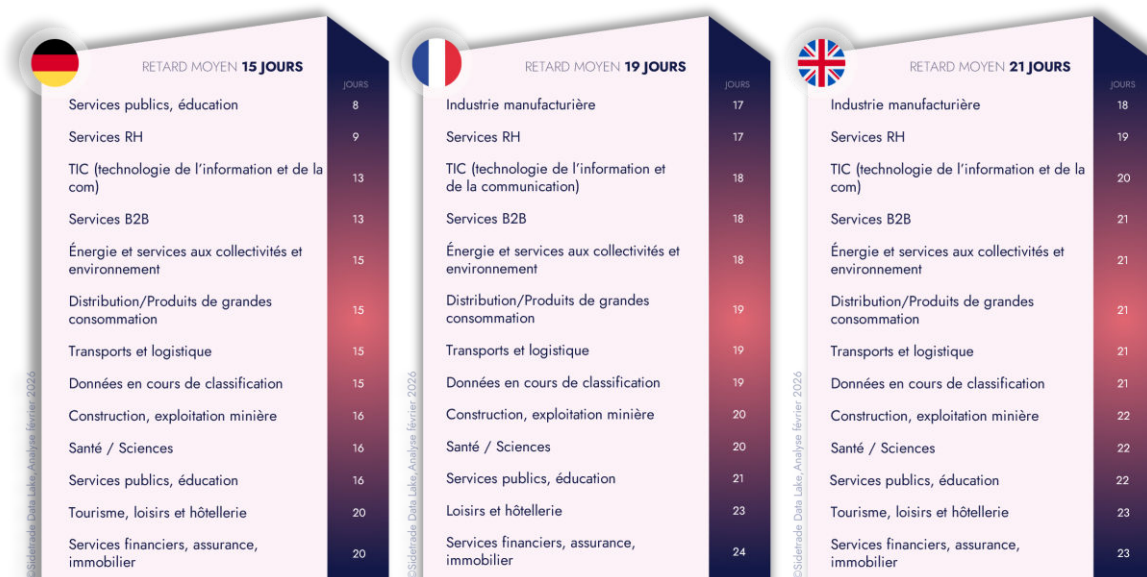 RETARD MOYEN 15 JOURS
JOURS
Services publics, éducation 8
Services RH 9
TIC (technologie de l'information et de la
com) 13
Services B2B 13
Énergie et services aux collectivités et
environnement 15
Distribution/Produits de grandes
consommation 15
Transports et logistique 15
Données en cours de classification 15
Construction, exploitation minière 16
Santé / Sciences 16
Services publics, éducation 16
Tourisme, loisirs et hôtellerie 20
Services financiers, assurance,
immobilier 20
©Sidetrade Data Lake, Analyse février 2026
RETARD MOYEN 19 JOURS
JOURS
Industrie manufacturière 17
Services RH 17
TIC (technologie de l'information et
de la communication) 18
Services B2B 18
Énergie et services aux collectivités et
environnement 18
Distribution/Produits de grandes
consommation 19
Transports et logistique 19
Données en cours de classification 19
Construction, exploitation minière 20
Santé / Sciences 20
Services publics, éducation 21
Loisirs et hôtellerie 23
Services financiers, assurance,
immobilier 24
©Sidetrade Data Lake, Analyse février 2026
RETARD MOYEN 21 JOURS
JOURS
Industrie manufacturière 18
Services RH 19
TIC (technologie de l'information et de la
com) 20
Services B2B 21
Énergie et services aux collectivités et
environnement 21
Distribution/Produits de grandes
consommation 21
Transports et logistique 21
Données en cours de classification 21
Construction, exploitation minière 22
Santé / Sciences 22
Services publics, éducation 22
Tourisme, loisirs et hôtellerie 23
Services financiers, assurance,
immobilier 23
©Sidetrade Data Lake, Analyse février 2026